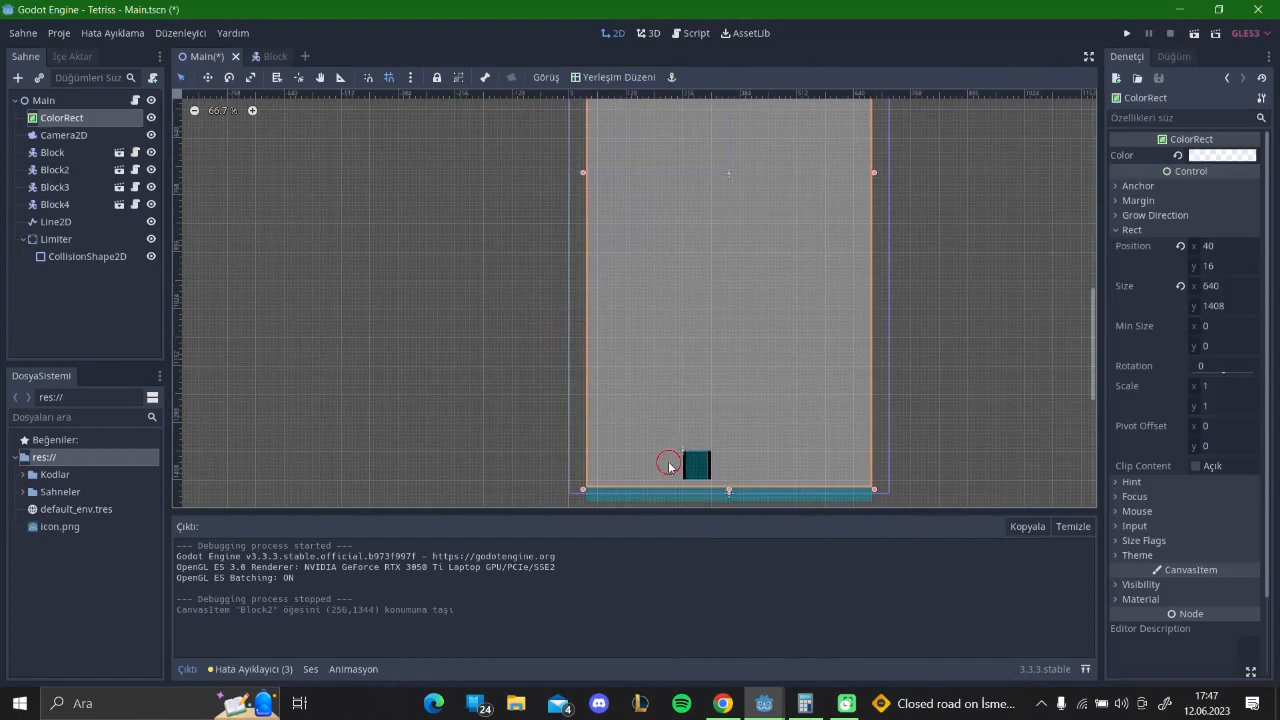 Godot Engine - Tetriss - Main.tscn (*)
Sahne Proje Hata Ayıklama Düzenleyici Yardım
2D 3D Script AssetLib
GLES3
Sahne İçe Aktar
Main(*) Block
Denetçi Düğüm
Düğümleri Süz
Görüş Yerleşim Düzeni
Main
ColorRect
Camera2D
Block
Block2
Block3
Block4
Line2D
Limiter
CollisionShape2D
66.7 %
ColorRect
Özellikleri süz
ColorRect
Color
Control
Anchor
Margin
Grow Direction
Rect
Position x 40
y 16
Size x 640
y 1408
Min Size x 0
y 0
Rotation 0
Scale x 1
y 1
Pivot Offset x 0
y 0
Clip Content Açık
Hint
Focus
Mouse
Input
Size Flags
Theme
CanvasItem
Visibility
Material
Node
Editor Description
DosyaSistemi
res://
Dosyaları ara
Beğeniler:
res://
Kodlar
Sahneler
default_env.tres
icon.png
Çıktı: Kopyala Temizle
--- Debugging process started ---
Godot Engine v3.3.3.stable.official.b973f997f - https://godotengine.org
OpenGL ES 3.0 Renderer: NVIDIA GeForce RTX 3050 Ti Laptop GPU/PCIe/SSE2
OpenGL ES Batching: ON
--- Debugging process stopped ---
CanvasItem "Block2" öğesini (256,1344) konumuna taşı
Çıktı Hata Ayıklayıcı (3) Ses Animasyon 3.3.3.stable
Ara
24
4
Closed road on İsme...
17:47
12.06.2023